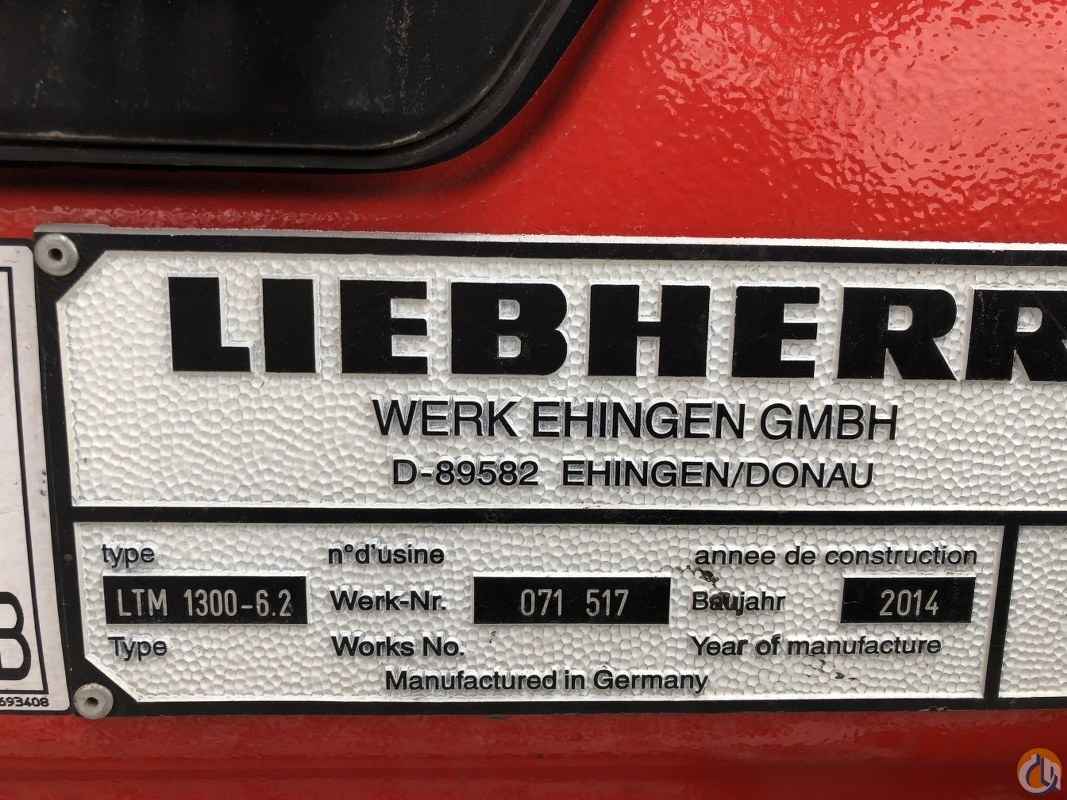 LIEBHERR
WERK EHINGEN GMBH
D-89582 EHINGEN/DONAU
type n°d'usine annee de construction
LTM 1300-6.2 Werk-Nr. 071 517 Baujahr 2014
Type Works No. Year of manufacture
Manufactured in Germany
B
693408